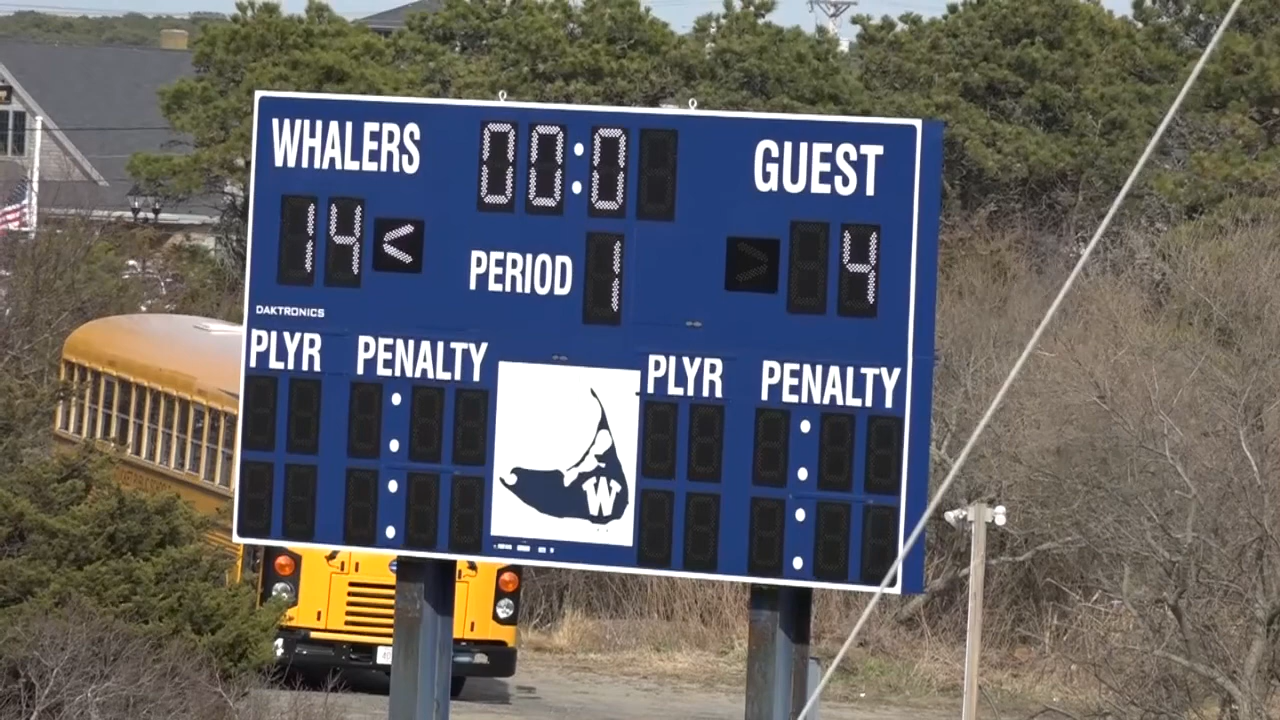 WHALERS 00:0 GUEST
14 < PERIOD 1 > 4
DAKTRONICS
PLYR PENALTY PLYR PENALTY
W